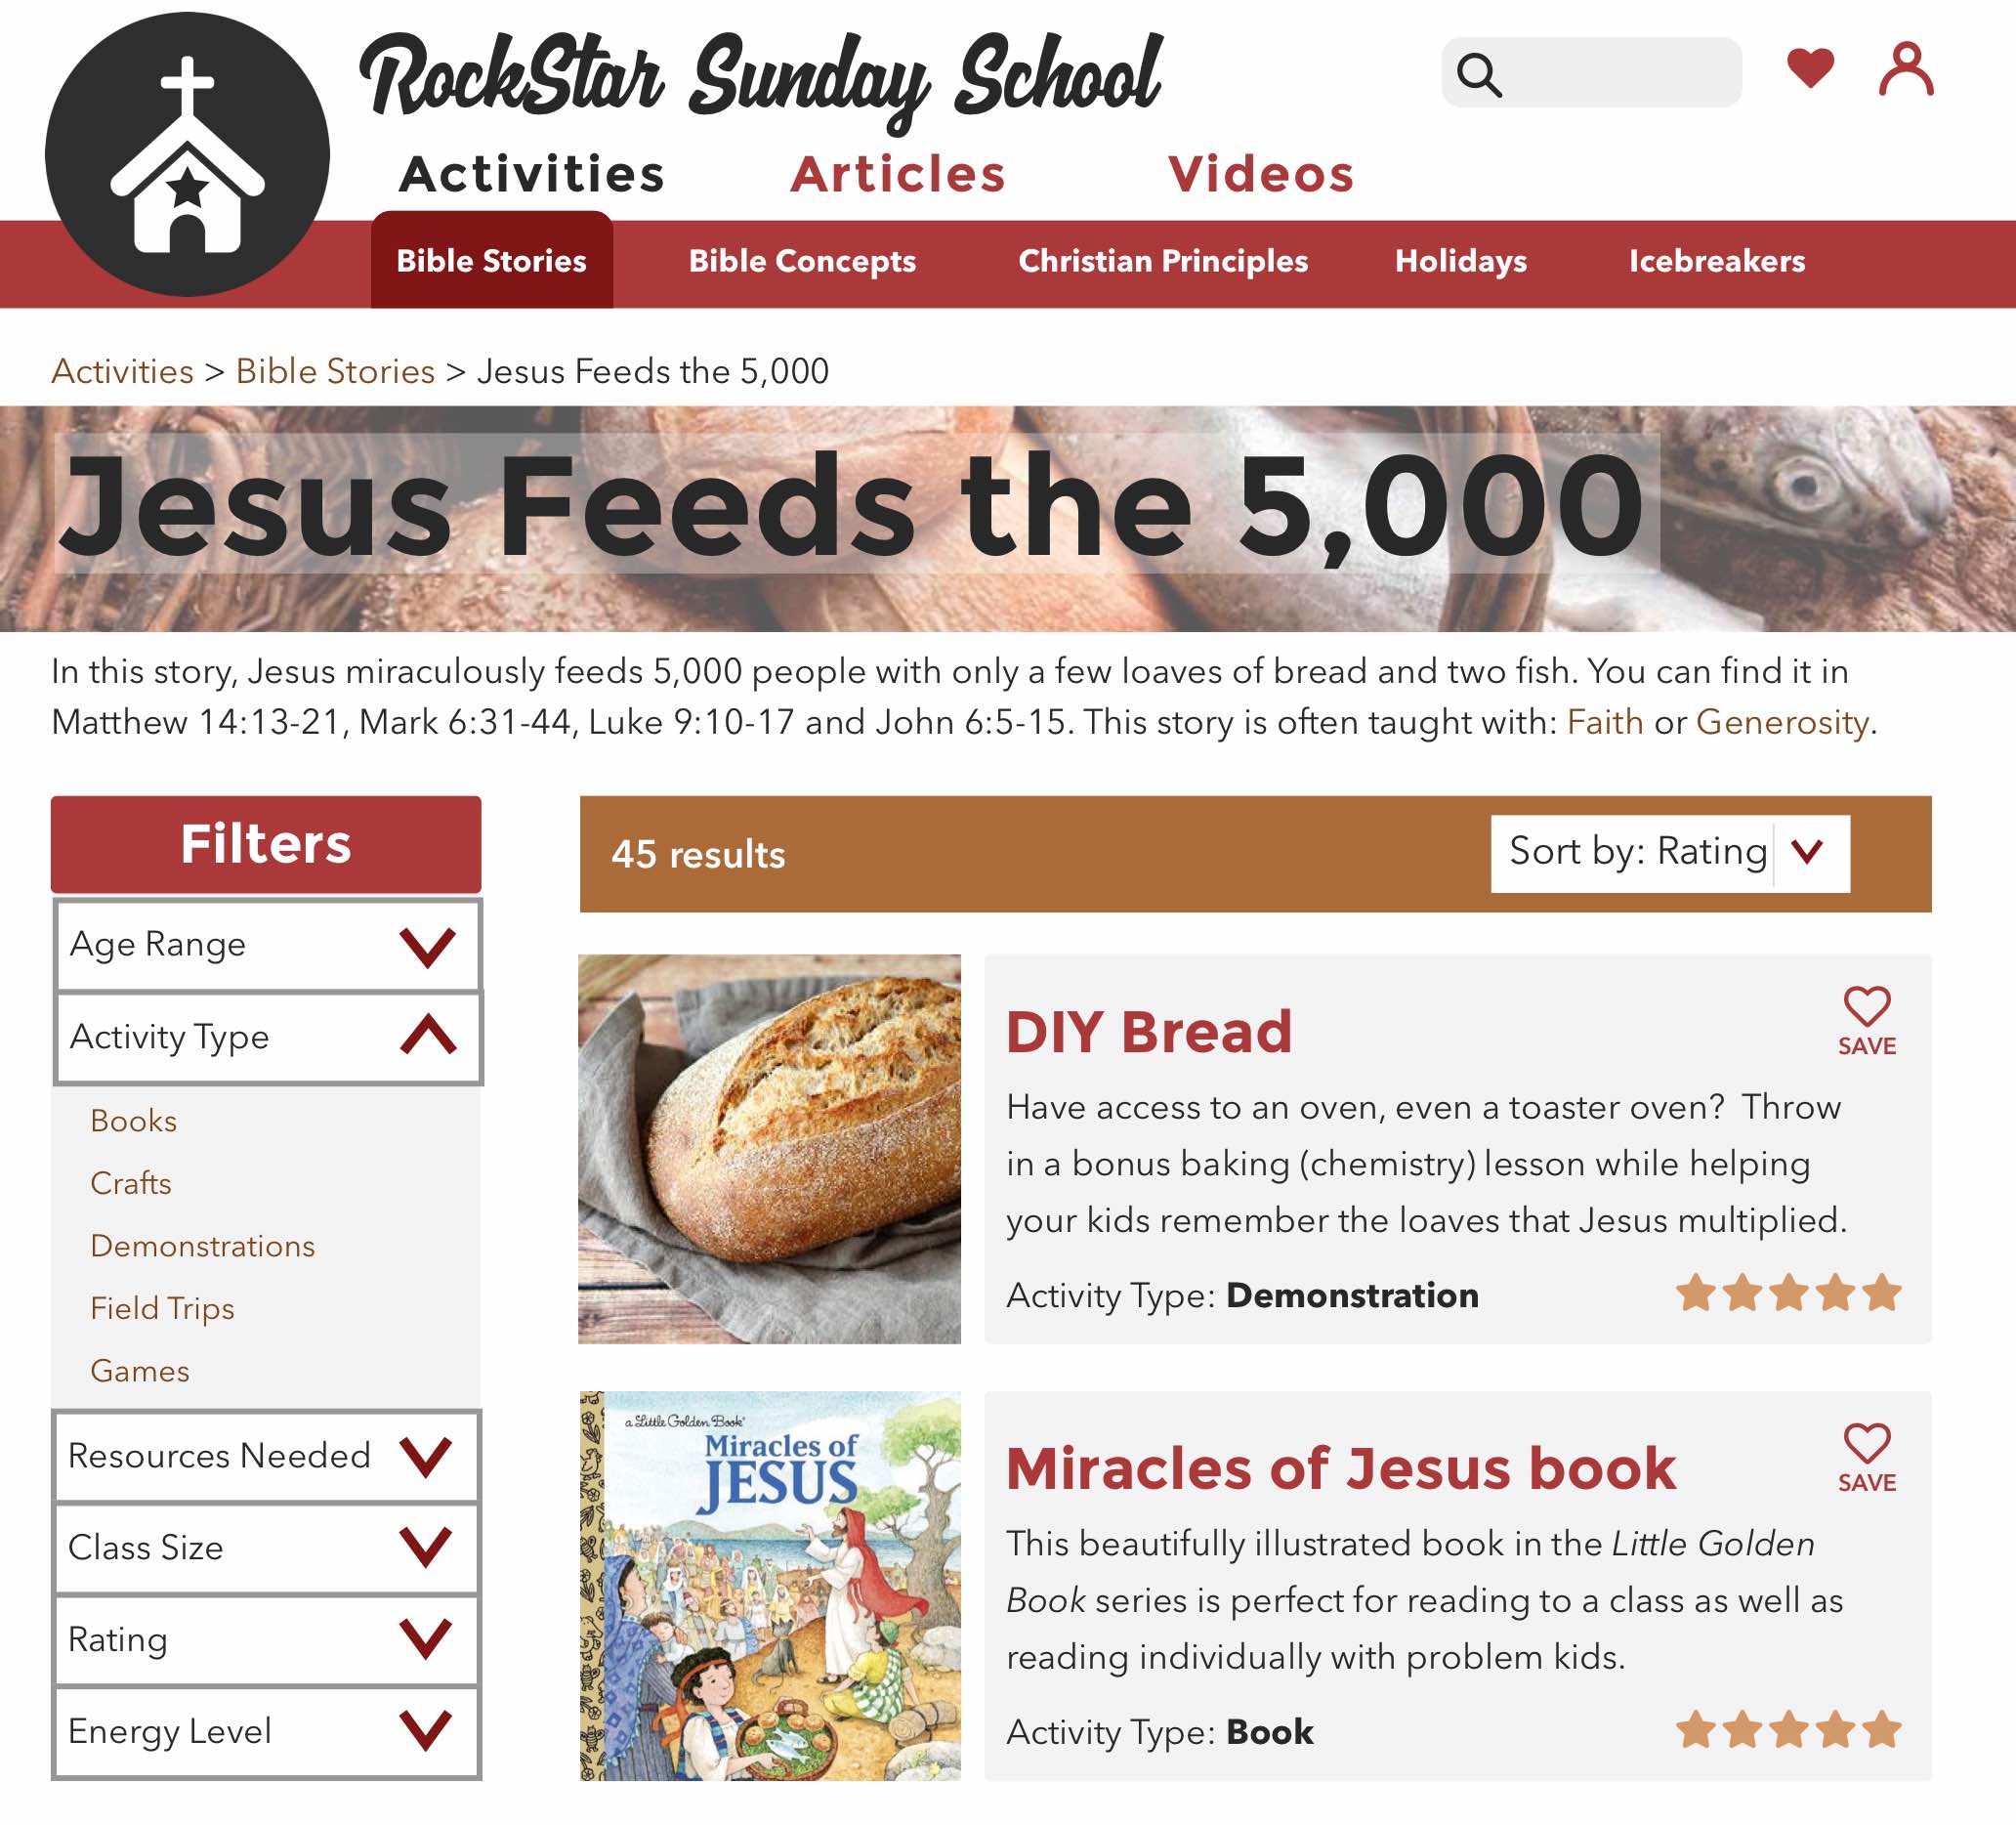 RockStar Sunday School
Activities Articles Videos
Bible Stories Bible Concepts Christian Principles Holidays Icebreakers
Activities > Bible Stories > Jesus Feeds the 5,000
Jesus Feeds the 5,000
In this story, Jesus miraculously feeds 5,000 people with only a few loaves of bread and two fish. You can find it in
Matthew 14:13-21, Mark 6:31-44, Luke 9:10-17 and John 6:5-15. This story is often taught with: Faith or Generosity.
Filters
Age Range
Activity Type
Books
Crafts
Demonstrations
Field Trips
Games
Resources Needed
Class Size
Rating
Energy Level
45 results
Sort by: Rating
DIY Bread
SAVE
Have access to an oven, even a toaster oven? Throw
in a bonus baking (chemistry) lesson while helping
your kids remember the loaves that Jesus multiplied.
Activity Type: Demonstration
a Little Golden Book®
Miracles of
JESUS
Miracles of Jesus book
SAVE
This beautifully illustrated book in the Little Golden
Book series is perfect for reading to a class as well as
reading individually with problem kids.
Activity Type: Book